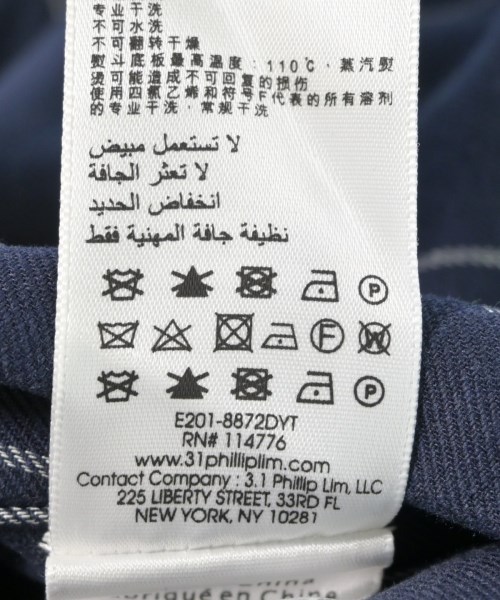 专业干洗
不可水洗
不可翻转干燥
熨斗底板最高温度：110℃，蒸汽熨
烫可能造成不可回复的损伤
使用四氯乙烯和符号F代表的所有溶剂
的专业干洗，常规干洗
لا تستعمل مبيض
لا تعثر الجافة
انخفاض الحديد
نظيفة جافة المهنية فقط
P
F W
P
E201-8872DYT
RN# 114776
www.31philliplim.com
Contact Company : 3.1 Phillip Lim, LLC
225 LIBERTY STREET, 33RD FL
NEW YORK, NY 10281
China
en China